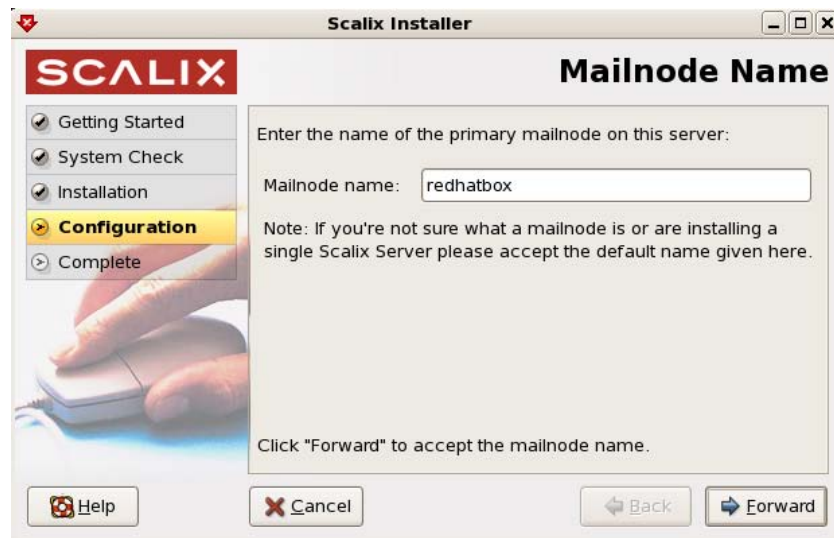 Scalix Installer
SCALIX
Mailnode Name
Getting Started
System Check
Installation
Configuration
Complete
Enter the name of the primary mailnode on this server:
Mailnode name: redhatbox
Note: If you're not sure what a mailnode is or are installing a
single Scalix Server please accept the default name given here.
Click "Forward" to accept the mailnode name.
Help
Cancel
Back
Forward